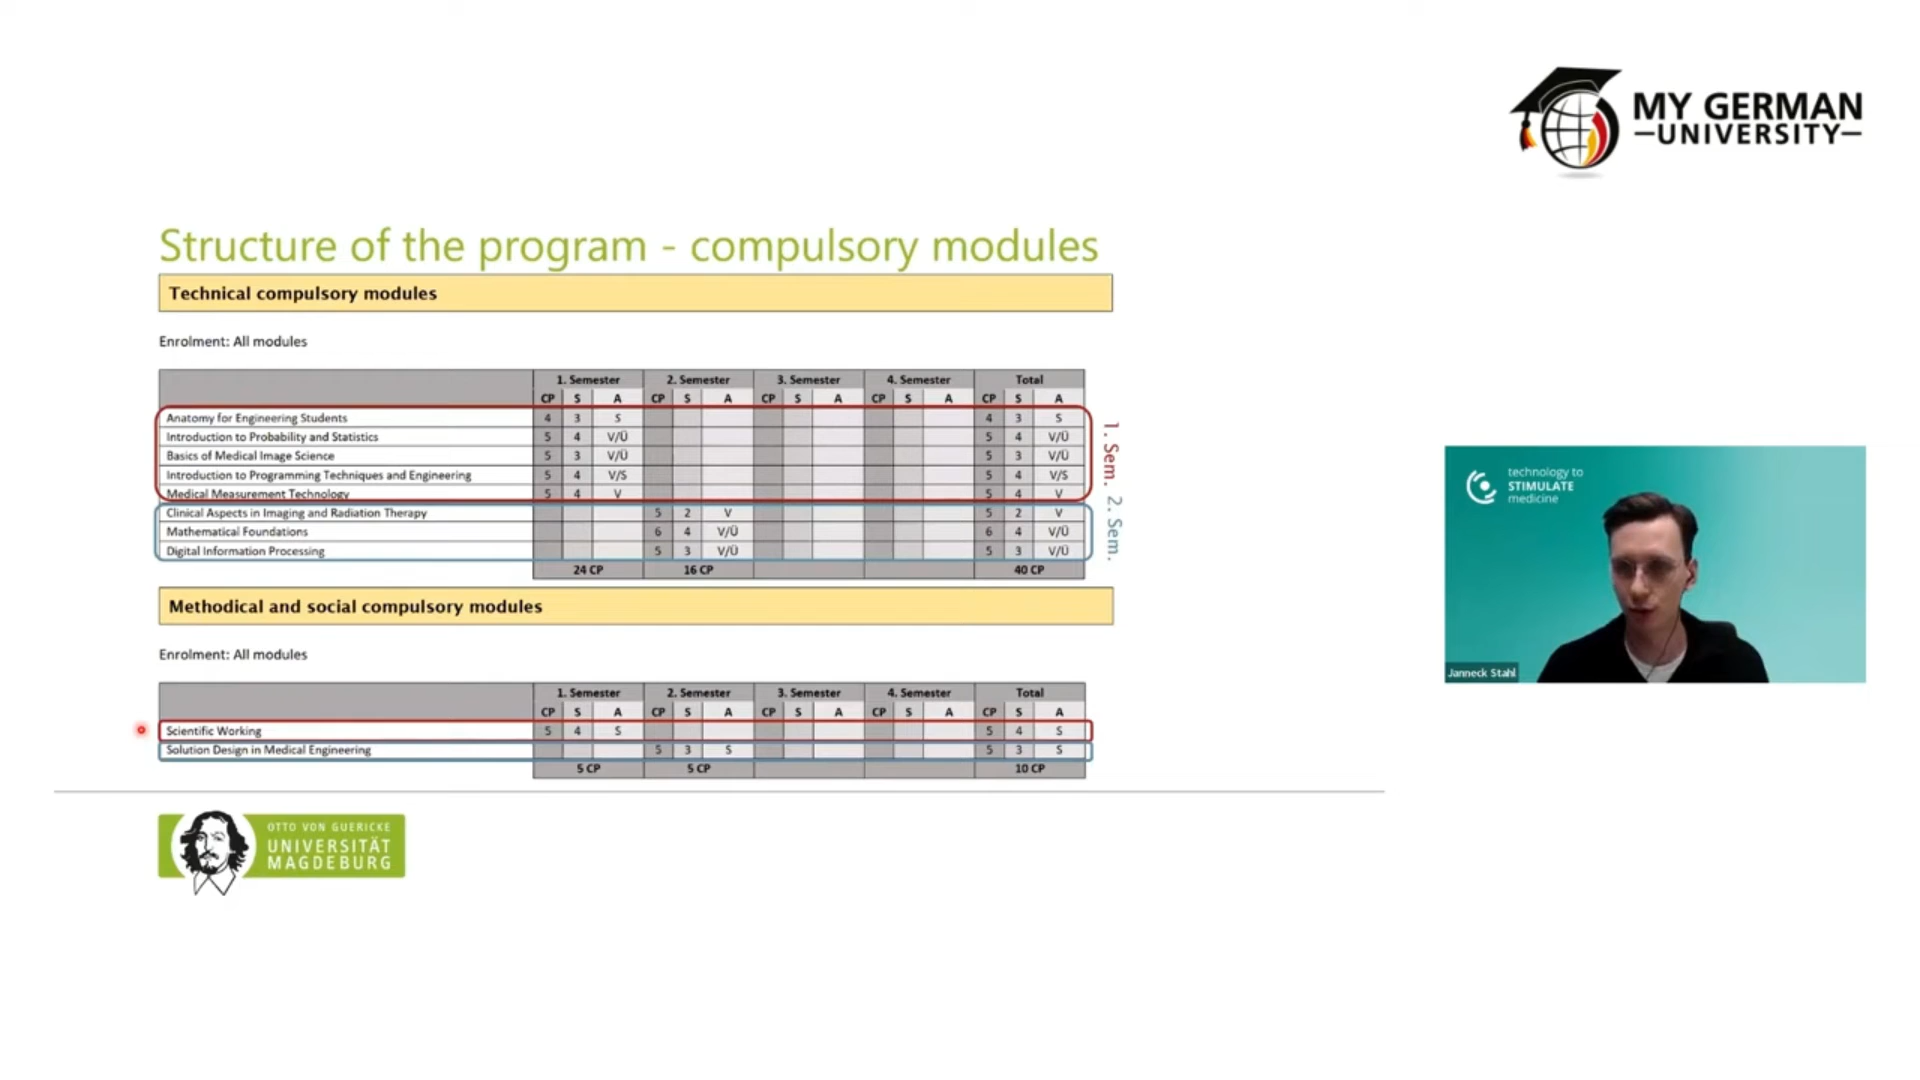 MY GERMAN
UNIVERSITY
Structure of the program - compulsory modules
Technical compulsory modules
Enrolment: All modules
1. Semester 2. Semester 3. Semester 4. Semester Total
CP S A CP S A CP S A CP S A CP S A
Anatomy for Engineering Students 4 3 S 4 3 S
Introduction to Probability and Statistics 5 4 V/Ü 5 4 V/Ü
Basics of Medical Image Science 5 3 V/Ü 5 3 V/Ü
Introduction to Programming Techniques and Engineering 5 4 V/S 5 4 V/S
Medical Measurement Technology 5 4 V 5 4 V
Clinical Aspects in Imaging and Radiation Therapy 5 2 V 5 2 V
Mathematical Foundations 6 4 V/Ü 6 4 V/Ü
Digital Information Processing 5 3 V/Ü 5 3 V/Ü
24 CP 16 CP 40 CP
1. Sem.
2. Sem.
Methodical and social compulsory modules
Enrolment: All modules
1. Semester 2. Semester 3. Semester 4. Semester Total
CP S A CP S A CP S A CP S A CP S A
Scientific Working 5 4 S 5 4 S
Solution Design in Medical Engineering 5 3 S 5 3 S
5 CP 5 CP 10 CP
technology to
STIMULATE
medicine
Janneck Stahl
OTTO VON GUERICKE
UNIVERSITÄT
MAGDEBURG